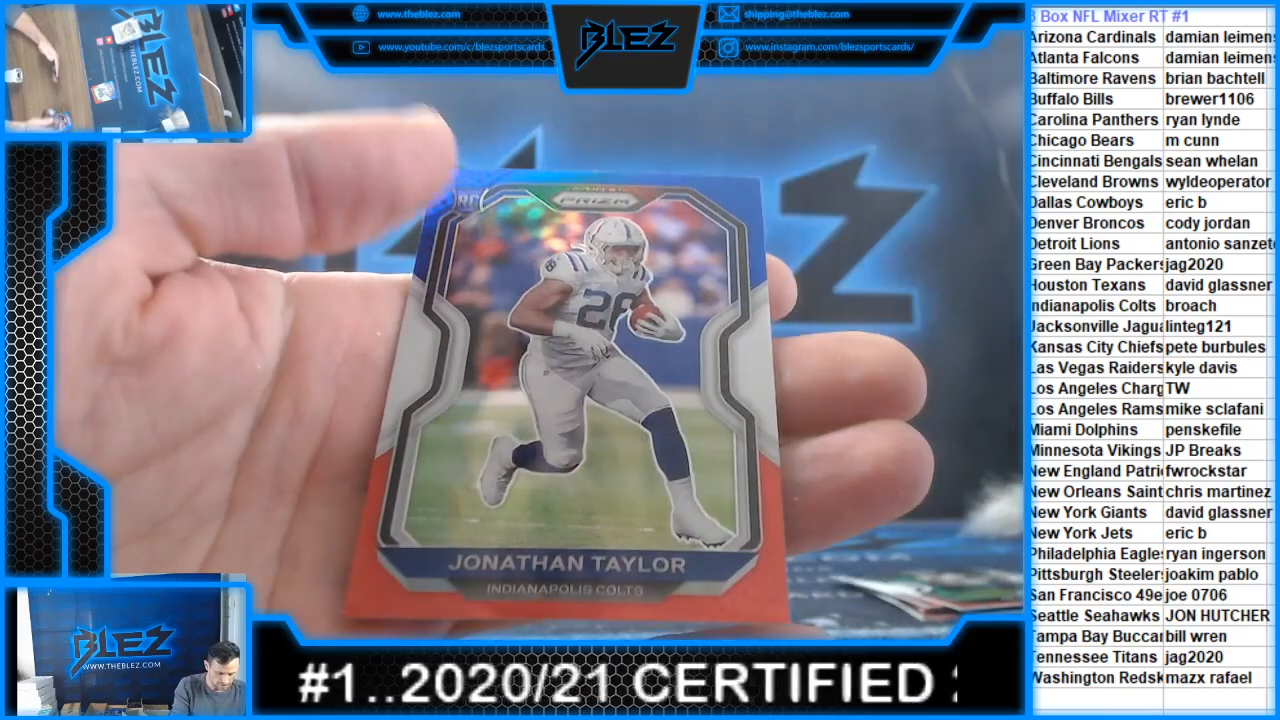 www.theblez.com
www.youtube.com/c/blezsportscards
BLEZ
shipping@theblez.com
www.instagram.com/blezsportscards/
BLEZ
THEBLEZ.COM
RC
PRIZM
28
8
JONATHAN TAYLOR
INDIANAPOLIS COLTS
BLEZ
WWW.THEBLEZ.COM
#1..2020/21 CERTIFIED
Box NFL Mixer RT #1
Arizona Cardinals damian leimens
Atlanta Falcons damian leimens
Baltimore Ravens brian bachtell
Buffalo Bills brewer1106
Carolina Panthers ryan lynde
Chicago Bears m cunn
Cincinnati Bengals sean whelan
Cleveland Browns wyldeoperator
Dallas Cowboys eric b
Denver Broncos cody jordan
Detroit Lions antonio sanzet
Green Bay Packers jag2020
Houston Texans david glassner
Indianapolis Colts broach
Jacksonville Jagua linteg121
Kansas City Chiefs pete burbules
Las Vegas Raiders kyle davis
Los Angeles Charg TW
Los Angeles Rams mike sclafani
Miami Dolphins penskefile
Minnesota Vikings JP Breaks
New England Patri fwrockstar
New Orleans Saint chris martinez
New York Giants david glassner
New York Jets eric b
Philadelphia Eagle ryan ingerson
Pittsburgh Steeler joakim pablo
San Francisco 49e joe 0706
Seattle Seahawks JON HUTCHER
Tampa Bay Buccar bill wren
Tennessee Titans jag2020
Washington Redsk mazx rafael